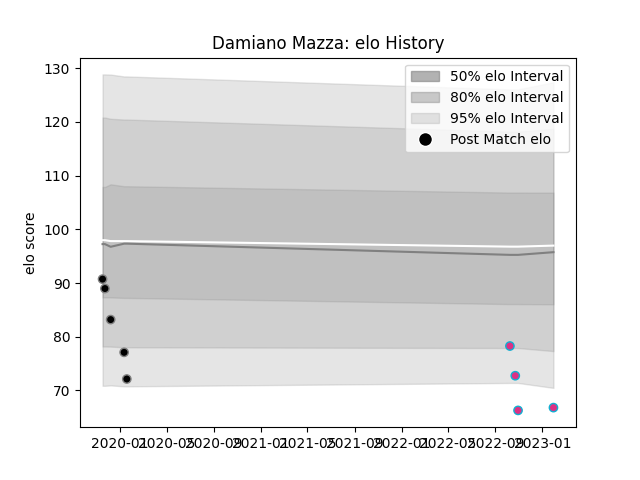 Damiano Mazza: elo History
50% elo Interval
80% elo Interval
95% elo Interval
Post Match elo
elo score
130
120
110
100
90
80
70
2020-01 2020-05 2020-09 2021-01 2021-05 2021-09 2022-01 2022-05 2022-09 2023-01